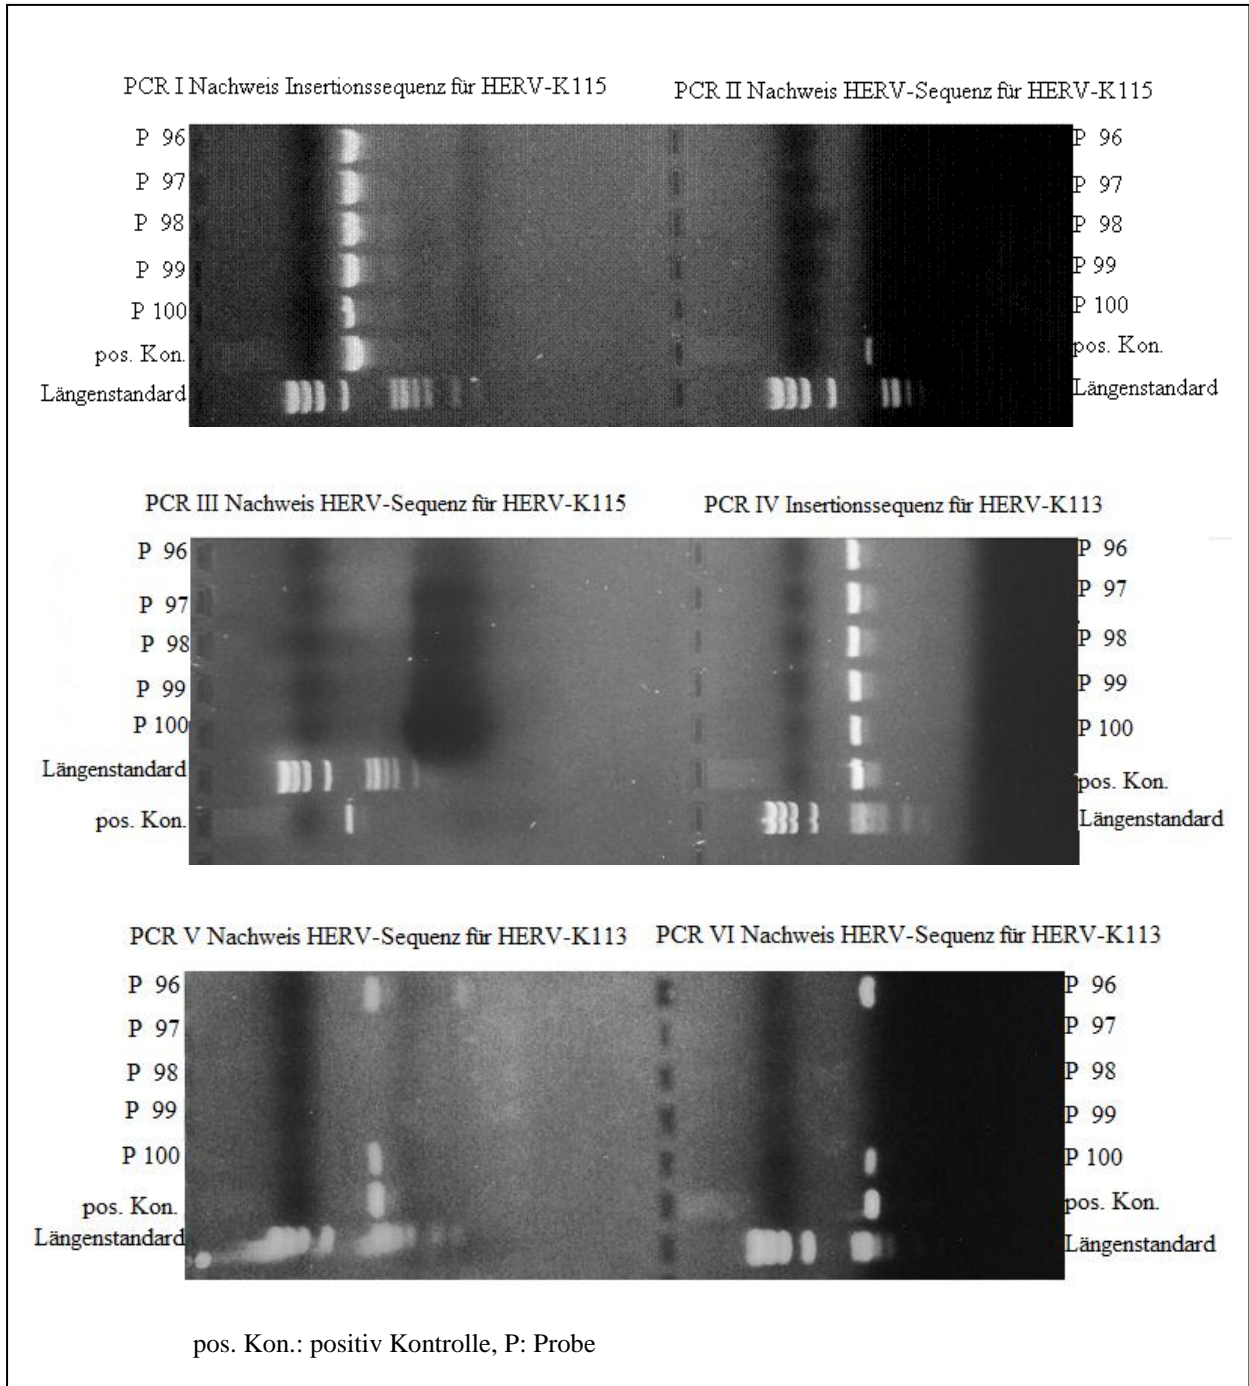 PCR I Nachweis Insertionssequenz für HERV-K115
P 96
P 97
P 98
P 99
P 100
pos. Kon.
Längenstandard
PCR II Nachweis HERV-Sequenz für HERV-K115
P 96
P 97
P 98
P 99
P 100
pos. Kon.
Längenstandard
PCR III Nachweis HERV-Sequenz für HERV-K115
P 96
P 97
P 98
P 99
P 100
Längenstandard
pos. Kon.
PCR IV Insertionssequenz für HERV-K113
P 96
P 97
P 98
P 99
P 100
pos. Kon.
Längenstandard
PCR V Nachweis HERV-Sequenz für HERV-K113
P 96
P 97
P 98
P 99
P 100
pos. Kon.
Längenstandard
PCR VI Nachweis HERV-Sequenz für HERV-K113
P 96
P 97
P 98
P 99
P 100
pos. Kon.
Längenstandard
pos. Kon.: positiv Kontrolle, P: Probe